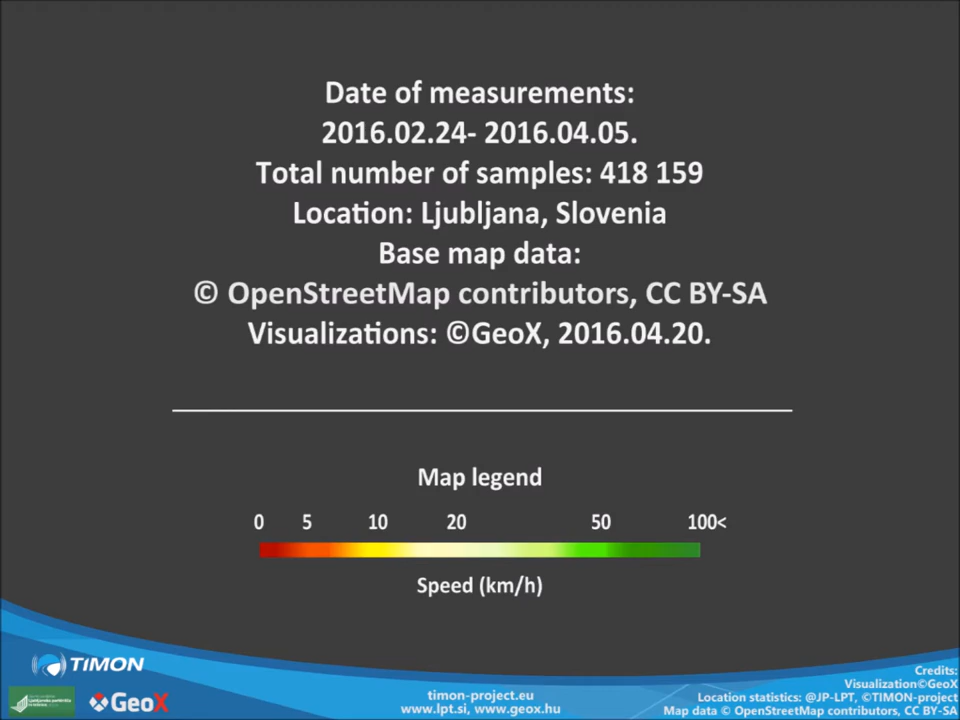 Date of measurements:
2016.02.24- 2016.04.05.
Total number of samples: 418 159
Location: Ljubljana, Slovenia
Base map data:
© OpenStreetMap contributors, CC BY-SA
Visualizations: ©GeoX, 2016.04.20.
Map legend
0 5 10 20 50 100<
Speed (km/h)
TIMON
GeoX
timon-project.eu
www.lpt.si, www.geox.hu
Credits:
Visualization©GeoX
Location statistics: @JP-LPT, ©TIMON-project
Map data © OpenStreetMap contributors, CC BY-SA